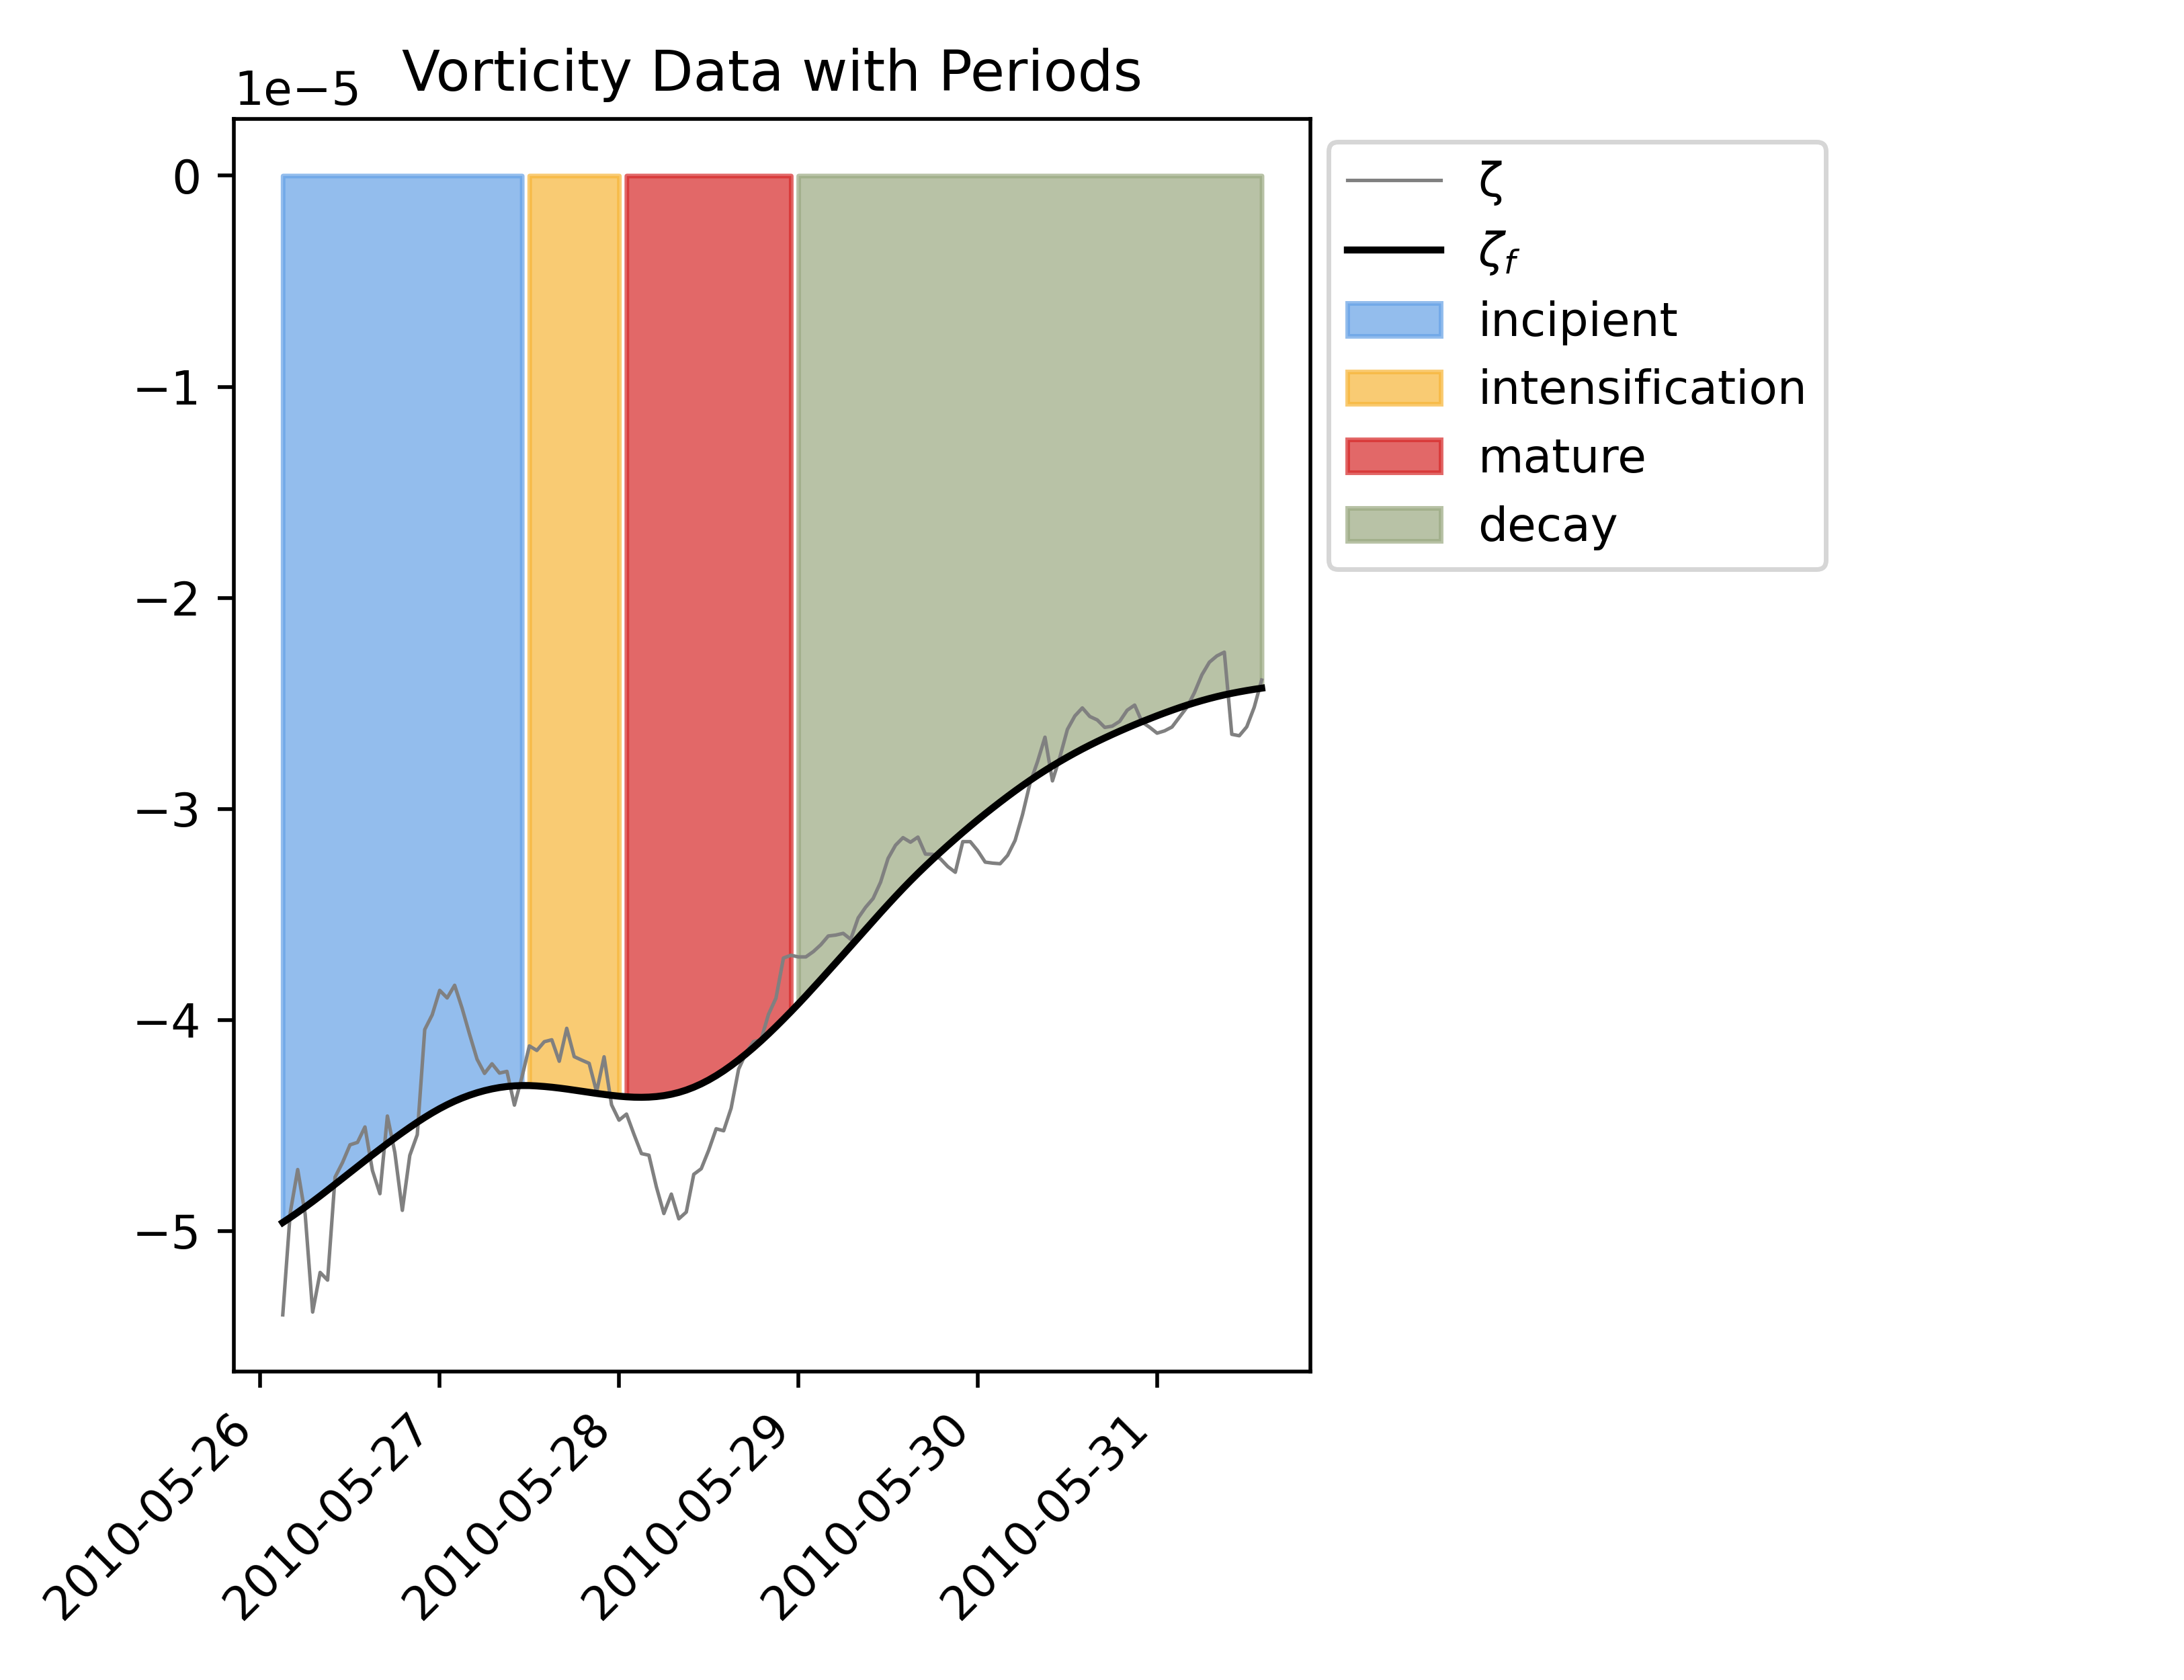 Vorticity Data with Periods
1e−5
0
−1
−2
−3
−4
−5
2010-05-26
2010-05-27
2010-05-28
2010-05-29
2010-05-30
2010-05-31
ζ
ζf
incipient
intensification
mature
decay